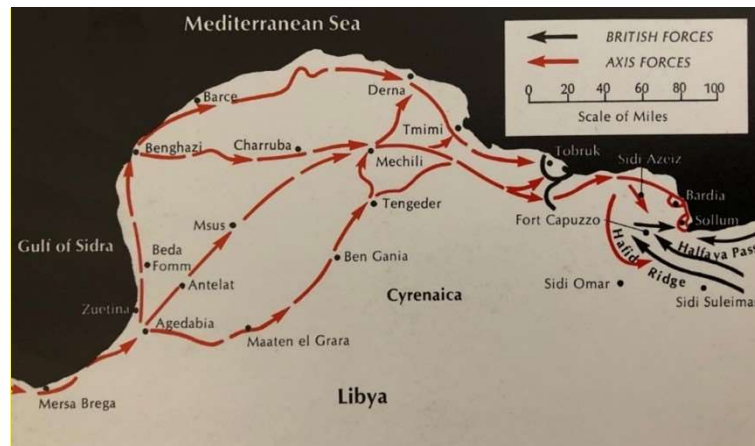 Mediterranean Sea
BRITISH FORCES
AXIS FORCES
0 20 40 60 80 100
Scale of Miles
Derna
Barce
Tmimi
Benghazi
Charruba
Mechili
Tobruk
Sidi Azeiz
Bardia
Tengeder
Fort Capuzzo
Sollum
Msus
Gulf of Sidra
Beda
Fomm
Ben Gania
Halfaya Pass
Hafid Ridge
Antelat
Cyrenaica
Sidi Omar
Sidi Suleiman
Zuetina
Agedabia
Maaten el Grara
Libya
Mersa Brega